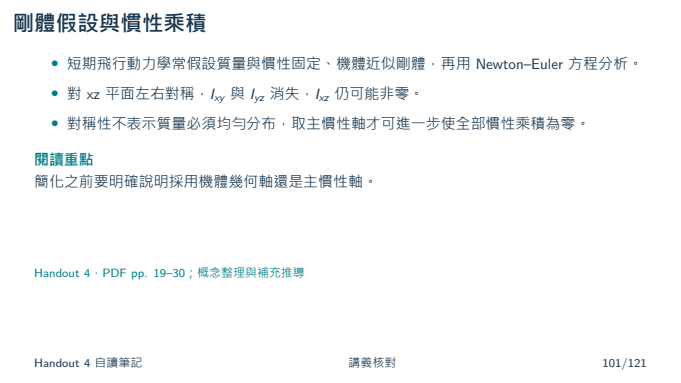 剛體假設與慣性乘積
• 短期飛行動力學常假設質量與慣性固定、機體近似剛體，再用 Newton–Euler 方程分析。
• 對 xz 平面左右對稱，I_xy 與 I_yz 消失，I_xz 仍可能非零。
• 對稱性不表示質量必須均勻分布，取主慣性軸才可進一步使全部慣性乘積為零。
閱讀重點
簡化之前要明確說明採用機體幾何軸還是主慣性軸。
Handout 4 · PDF pp. 19–30；概念整理與補充推導
Handout 4 自讀筆記
講義核對
101/121